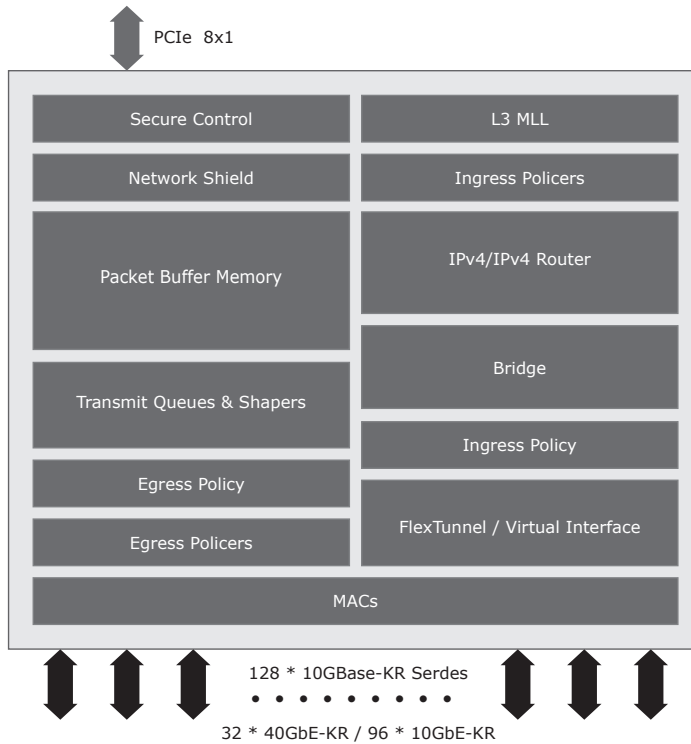 PCIe 8x1
Secure Control
L3 MLL
Network Shield
Ingress Policers
Packet Buffer Memory
IPv4/IPv4 Router
Bridge
Transmit Queues & Shapers
Ingress Policy
Egress Policy
FlexTunnel / Virtual Interface
Egress Policers
MACs
128 * 10GBase-KR Serdes
32 * 40GbE-KR / 96 * 10GbE-KR